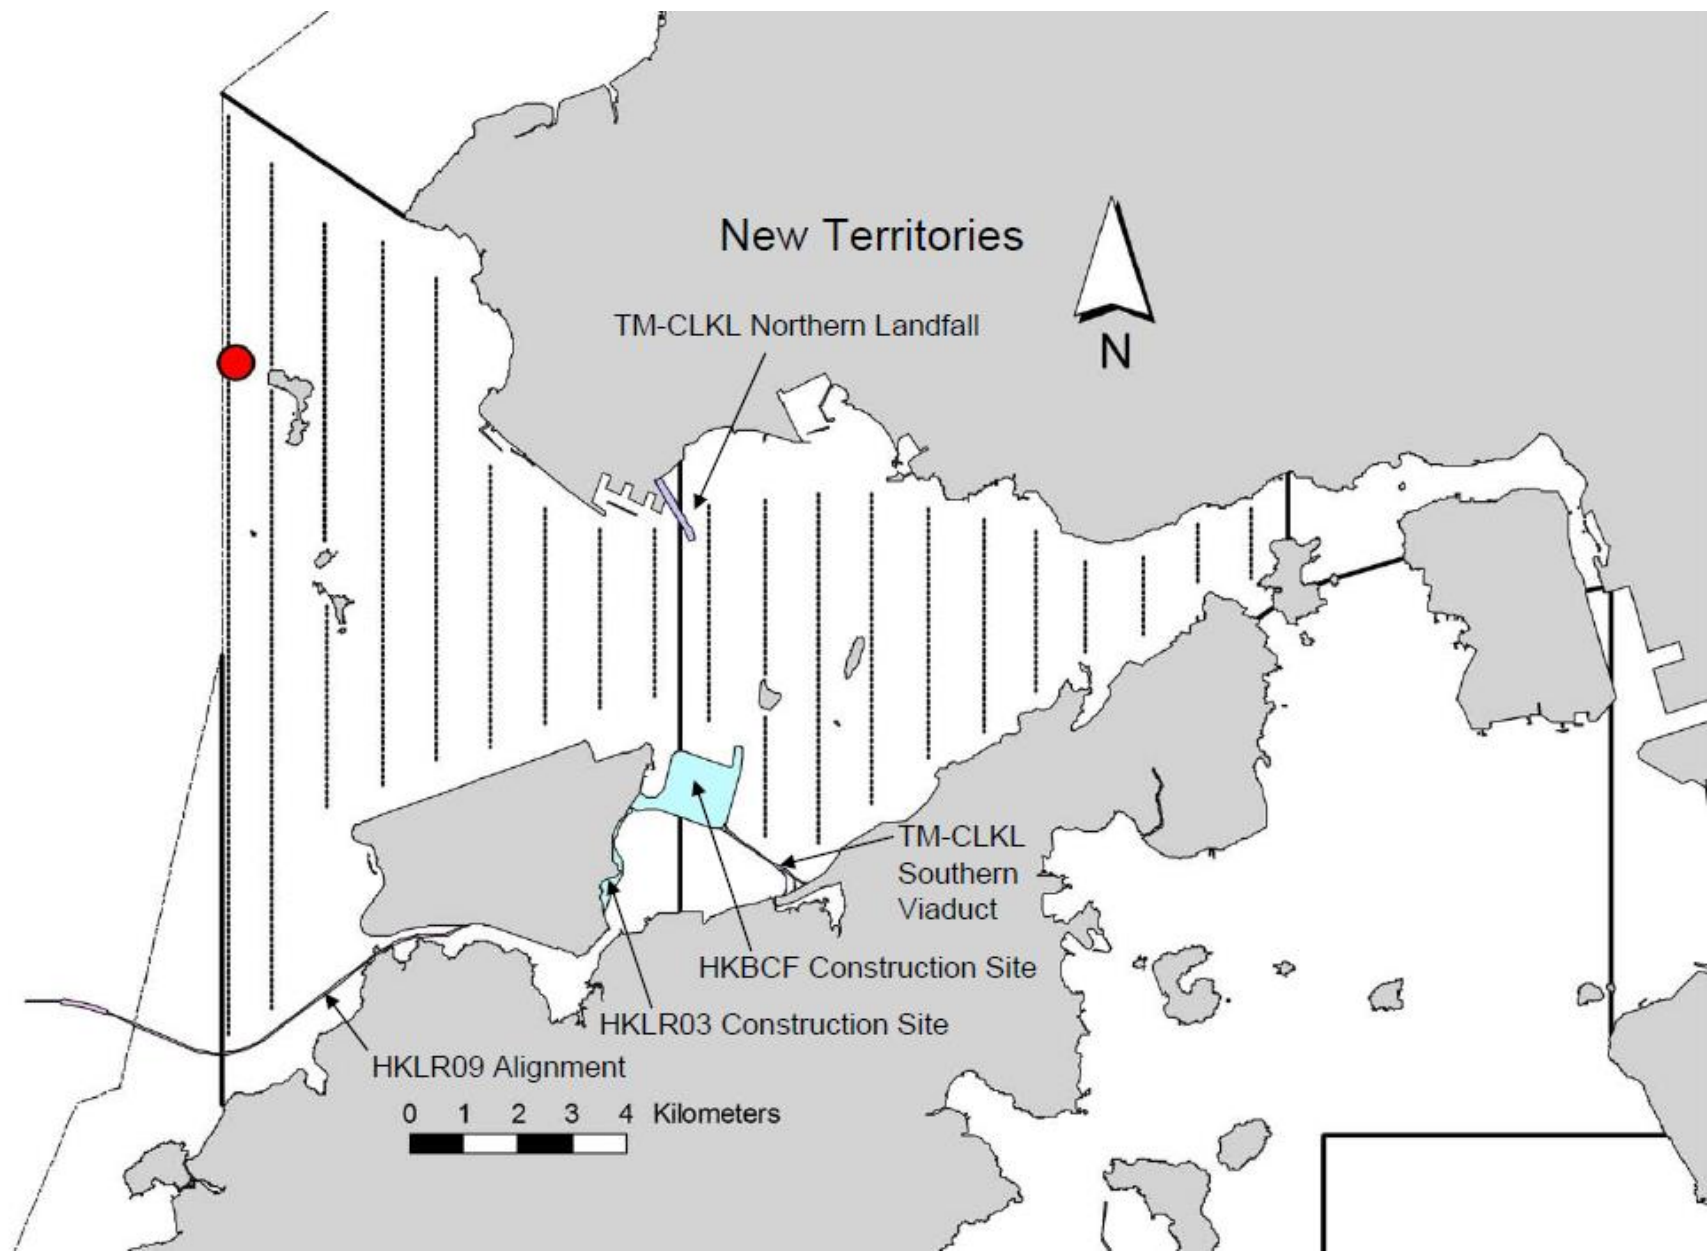 New Territories
TM-CLKL Northern Landfall
N
TM-CLKL
Southern
Viaduct
HKBCF Construction Site
HKLR03 Construction Site
HKLR09 Alignment
0 1 2 3 4 Kilometers